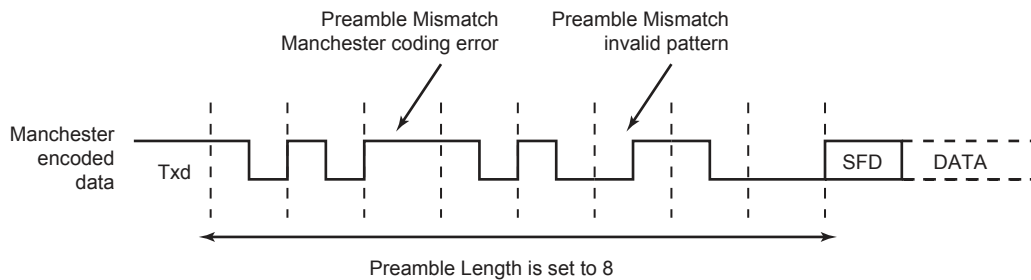 Preamble Mismatch
Manchester coding error
Preamble Mismatch
invalid pattern
Manchester
encoded
data
Txd
SFD
DATA
Preamble Length is set to 8